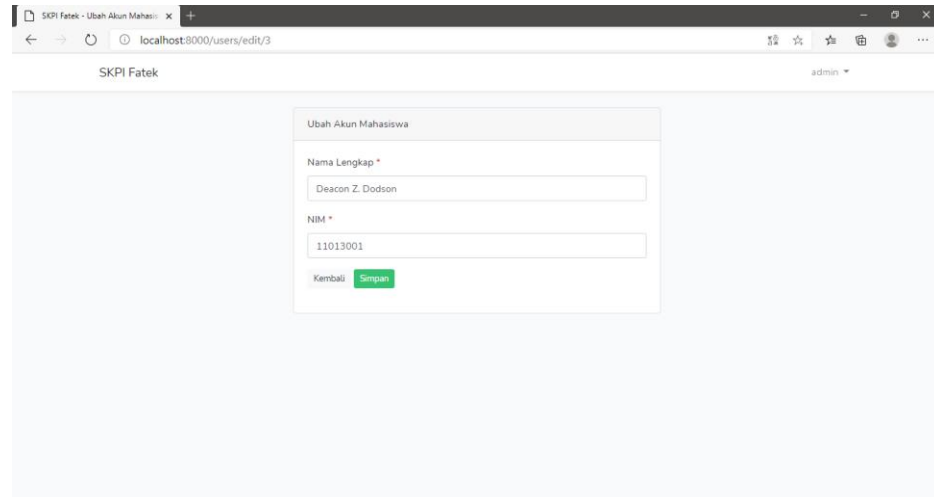 SKPI Fatek - Ubah Akun Mahasis
localhost:8000/users/edit/3
SKPI Fatek
admin
Ubah Akun Mahasiswa
Nama Lengkap *
Deacon Z. Dodson
NIM *
11013001
Kembali Simpan